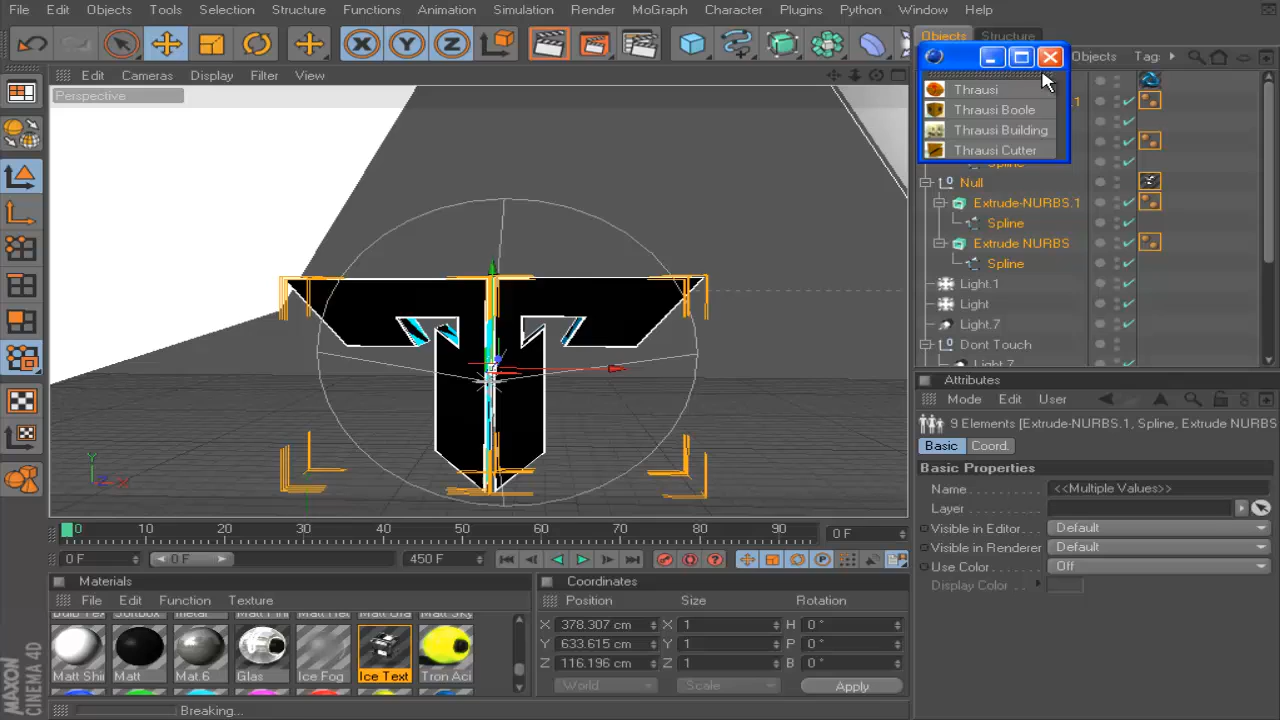 File Edit Objects Tools Selection Structure Functions Animation Simulation Render MoGraph Character Plugins Python Window Help
Objects Structure
Objects Tag
Thrausi
Thrausi Boole
Thrausi Building
Thrausi Cutter
Edit Cameras Display Filter View
Perspective
Null
Extrude-NURBS.1
Spline
Extrude NURBS
Spline
Light.1
Light
Light.7
Dont Touch
Light.7
Y
X
Attributes
Mode Edit User
9 Elements [Extrude-NURBS.1, Spline, Extrude NURBS
Basic Coord.
Basic Properties
Name <<Multiple Values>>
Layer
Visible in Editor Default
Visible in Renderer Default
Use Color Off
Display Color
0 10 20 30 40 50 60 70 80 90 0 F
0 F 0 F 450 F
Materials
File Edit Function Texture
Matt Shi Matt Mat.6 Glas Ice Fog Ice Text Tron Aci
Coordinates
Position Size Rotation
X 378.307 cm X 1 H 0 °
Y 633.615 cm Y 1 P 0 °
Z 116.196 cm Z 1 B 0 °
World Scale Apply
MAXON
CINEMA 4D
Breaking...